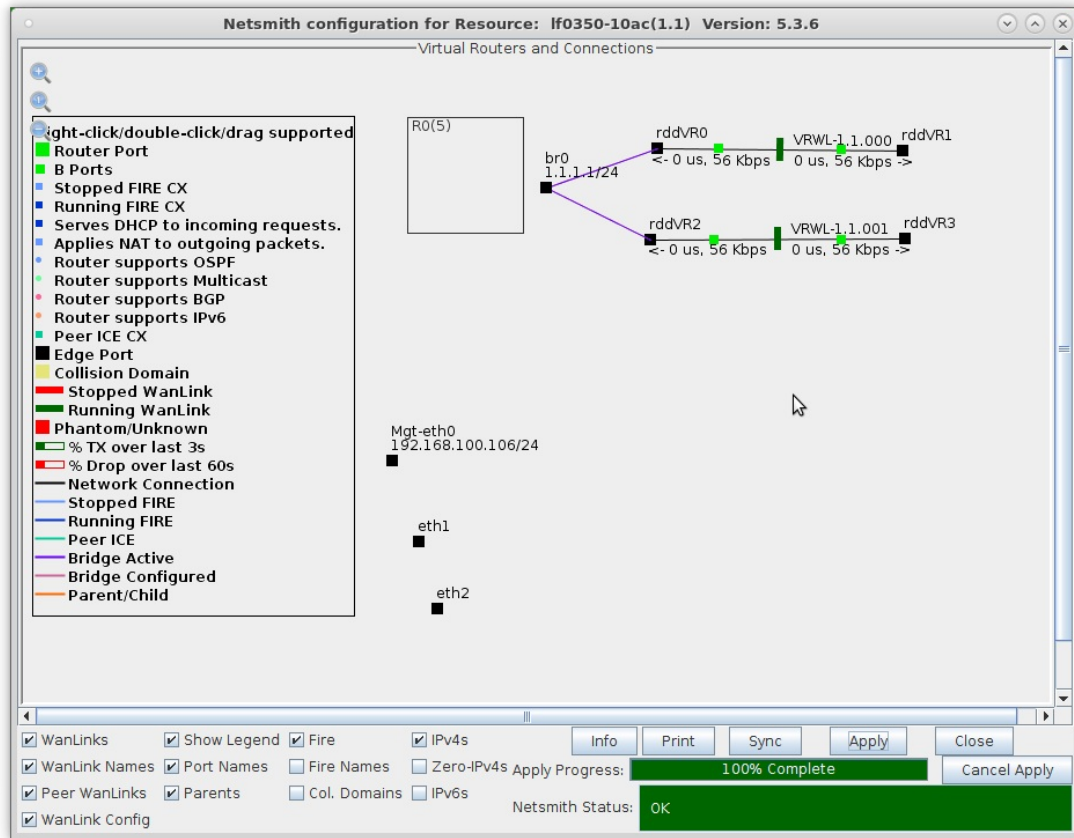 Netsmith configuration for Resource: lf0350-10ac(1.1) Version: 5.3.6
Virtual Routers and Connections
ight-click/double-click/drag supported
Router Port
B Ports
Stopped FIRE CX
Running FIRE CX
Serves DHCP to incoming requests.
Applies NAT to outgoing packets.
Router supports OSPF
Router supports Multicast
Router supports BGP
Router supports IPv6
Peer ICE CX
Edge Port
Collision Domain
Stopped WanLink
Running WanLink
Phantom/Unknown
% TX over last 3s
% Drop over last 60s
Network Connection
Stopped FIRE
Running FIRE
Peer ICE
Bridge Active
Bridge Configured
Parent/Child
R0(5)
br0
1.1.1.1/24
rddVR0
VRWL-1.1.000
rddVR1
<- 0 us, 56 Kbps
0 us, 56 Kbps ->
rddVR2
VRWL-1.1.001
rddVR3
<- 0 us, 56 Kbps
0 us, 56 Kbps ->
Mgt-eth0
192.168.100.106/24
eth1
eth2
WanLinks
Show Legend
Fire
IPv4s
Info
Print
Sync
Apply
Close
WanLink Names
Port Names
Fire Names
Zero-IPv4s
Apply Progress:
100% Complete
Cancel Apply
Peer WanLinks
Parents
Col. Domains
IPv6s
Netsmith Status:
OK
WanLink Config